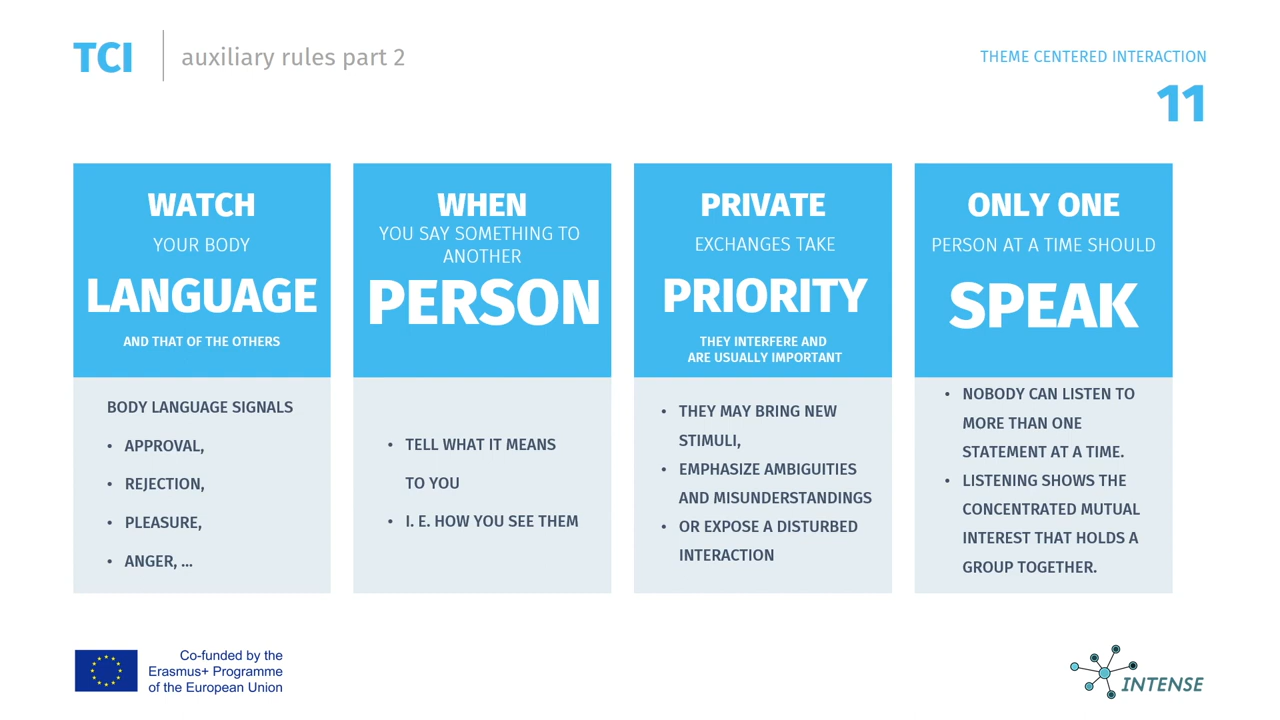 TCI
auxiliary rules part 2
THEME CENTERED INTERACTION
11
WATCH
YOUR BODY
LANGUAGE
AND THAT OF THE OTHERS
BODY LANGUAGE SIGNALS
• APPROVAL,
• REJECTION,
• PLEASURE,
• ANGER, ...
WHEN
YOU SAY SOMETHING TO
ANOTHER
PERSON
• TELL WHAT IT MEANS
TO YOU
• I. E. HOW YOU SEE THEM
PRIVATE
EXCHANGES TAKE
PRIORITY
THEY INTERFERE AND
ARE USUALLY IMPORTANT
• THEY MAY BRING NEW
STIMULI,
• EMPHASIZE AMBIGUITIES
AND MISUNDERSTANDINGS
• OR EXPOSE A DISTURBED
INTERACTION
ONLY ONE
PERSON AT A TIME SHOULD
SPEAK
• NOBODY CAN LISTEN TO
MORE THAN ONE
STATEMENT AT A TIME.
• LISTENING SHOWS THE
CONCENTRATED MUTUAL
INTEREST THAT HOLDS A
GROUP TOGETHER.
Co-funded by the
Erasmus+ Programme
of the European Union
INTENSE